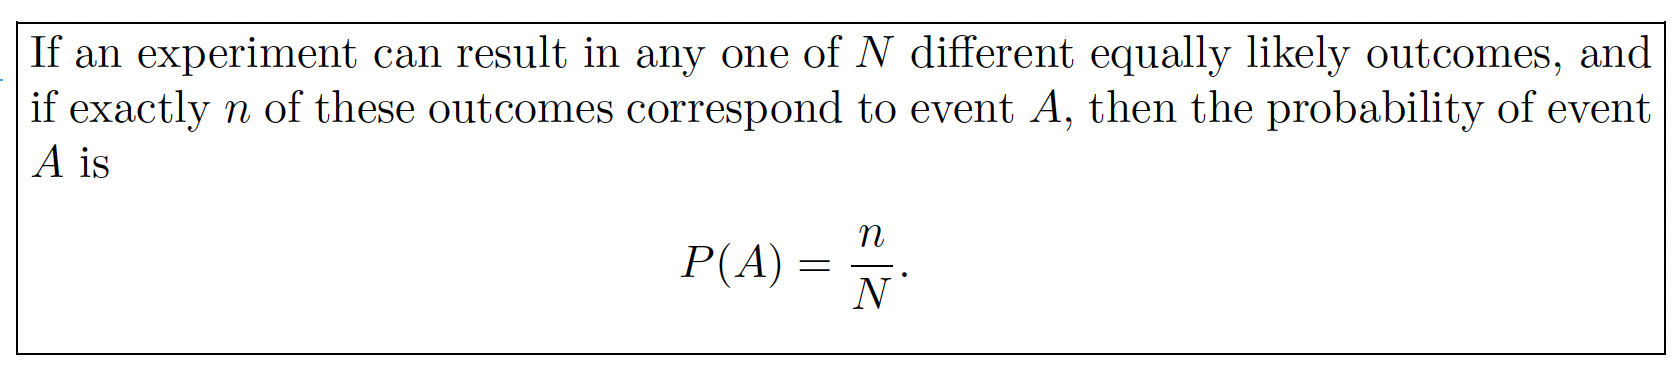 If an experiment can result in any one of N different equally likely outcomes, and
if exactly n of these outcomes correspond to event A, then the probability of event
A is
P(A) = n/N.